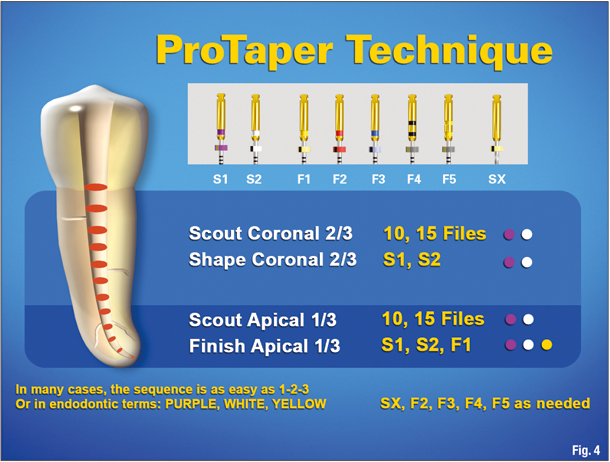 ProTaper Technique
S1 S2 F1 F2 F3 F4 F5 SX
Scout Coronal 2/3 10, 15 Files
Shape Coronal 2/3 S1, S2
Scout Apical 1/3 10, 15 Files
Finish Apical 1/3 S1, S2, F1
In many cases, the sequence is as easy as 1-2-3
Or in endodontic terms: PURPLE, WHITE, YELLOW SX, F2, F3, F4, F5 as needed
Fig. 4